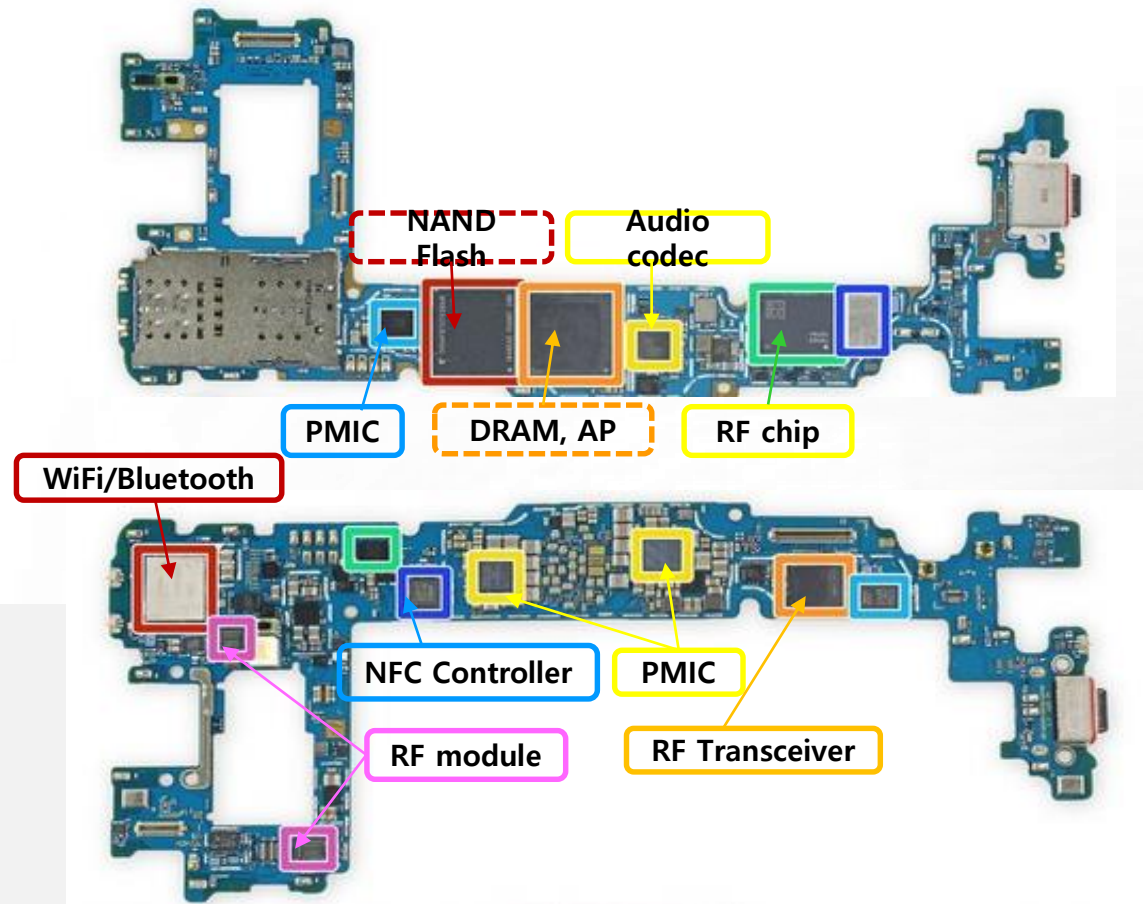 NAND
Flash
Audio
codec
PMIC
DRAM, AP
RF chip
WiFi/Bluetooth
NFC Controller
PMIC
RF module
RF Transceiver